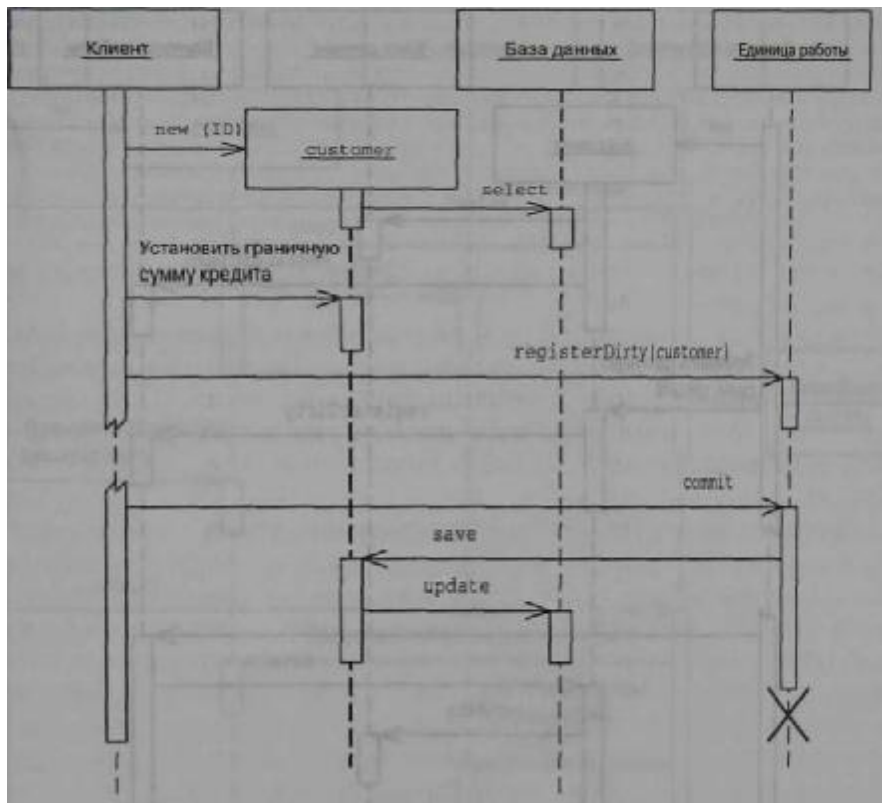 Клиент
База данных
Единица работы
new (ID)
customer
select
Установить граничную
сумму кредита
registerDirty|customer|
commit
save
update